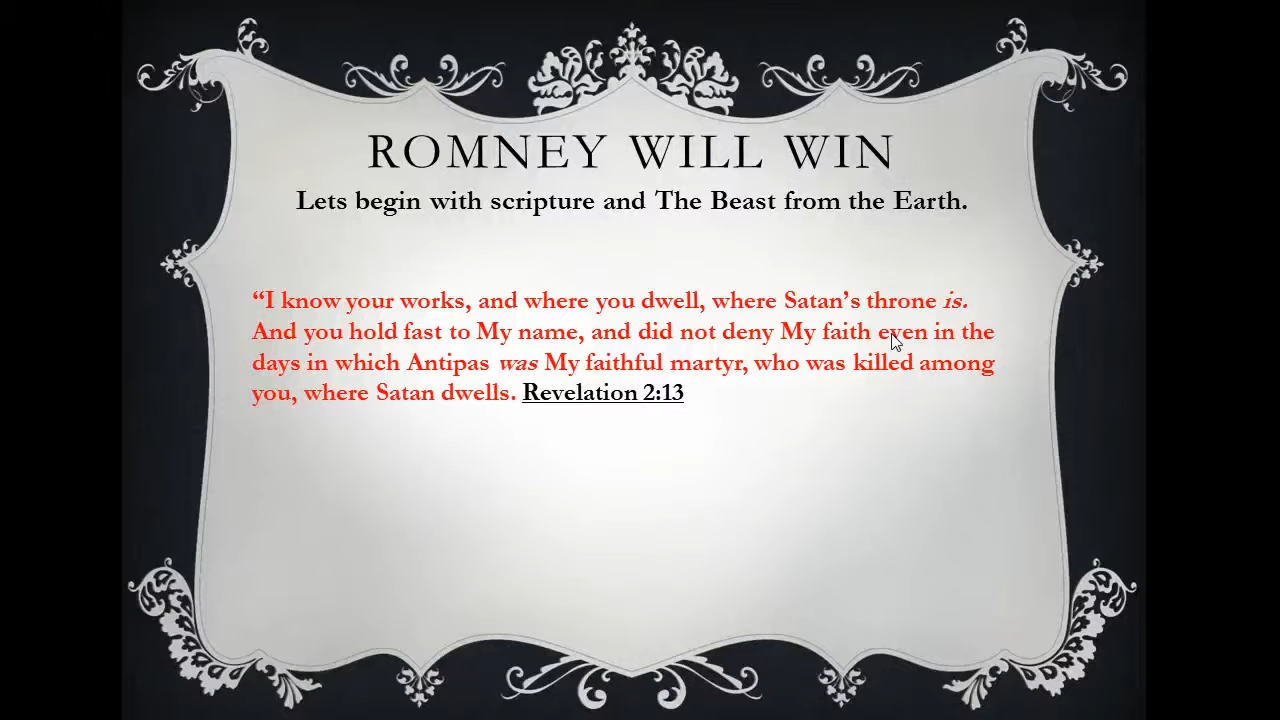 ROMNEY WILL WIN
Lets begin with scripture and The Beast from the Earth.
“I know your works, and where you dwell, where Satan’s throne is.
And you hold fast to My name, and did not deny My faith even in the
days in which Antipas was My faithful martyr, who was killed among
you, where Satan dwells. Revelation 2:13